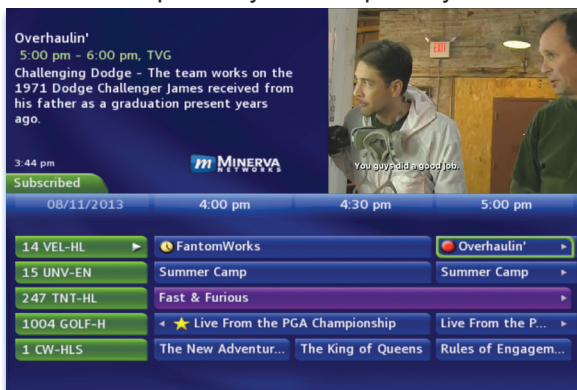 Overhaulin'
5:00 pm - 6:00 pm, TVG
Challenging Dodge - The team works on the
1971 Dodge Challenger James received from
his father as a graduation present years
ago.
EXIT
3:44 pm
m MINERVA
NETWORKS
You guys did a good job.
Subscribed
08/11/2013 4:00 pm 4:30 pm 5:00 pm
14 VEL-HL FantomWorks Overhaulin'
15 UNV-EN Summer Camp Summer Camp
247 TNT-HL Fast & Furious
1004 GOLF-H Live From the PGA Championship Live From the P...
1 CW-HLS The New Adventur... The King of Queens Rules of Engagem...